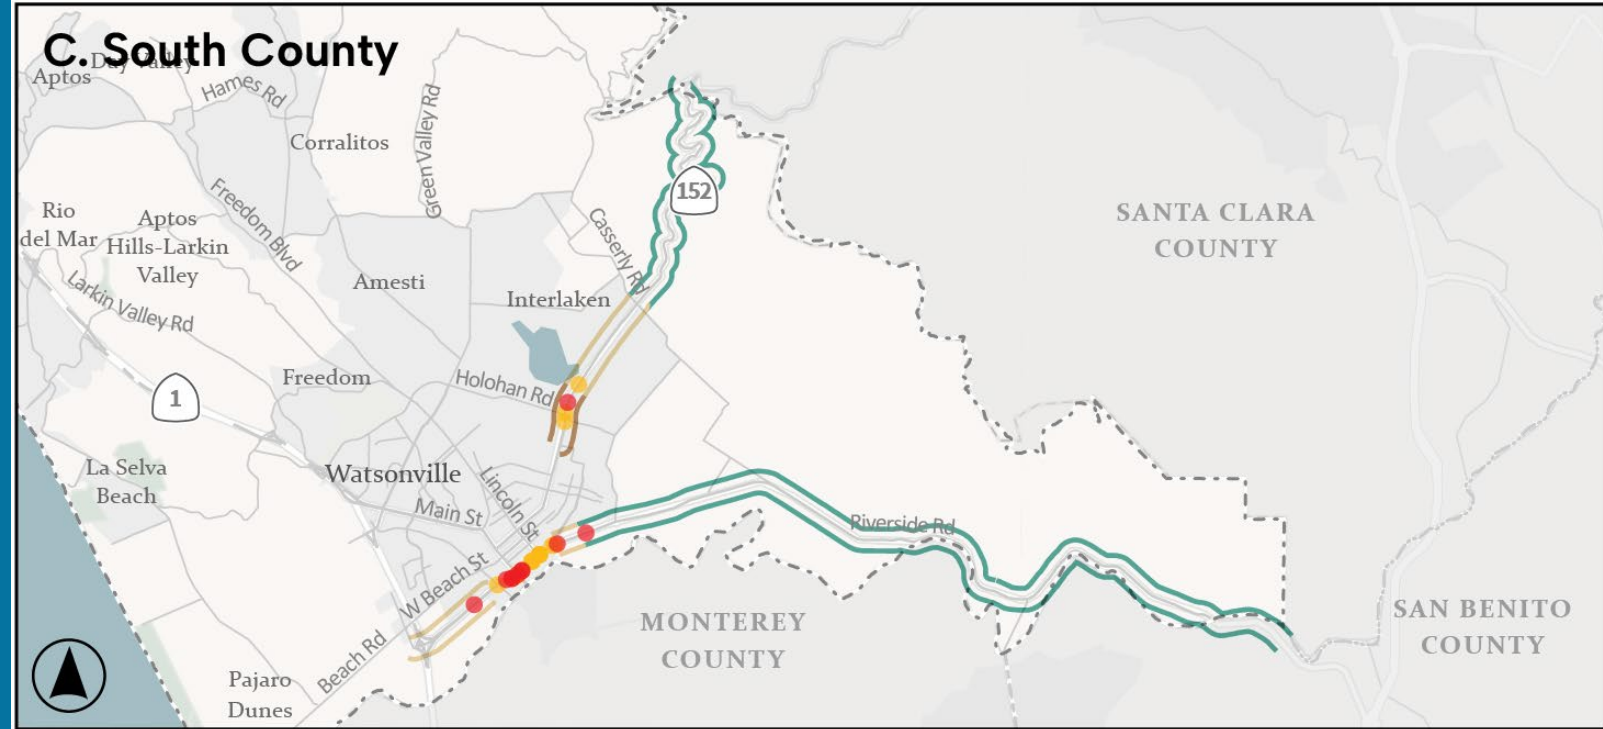 C. South County
Aptos
Day Valley
Hames Rd
Corralitos
Green Valley Rd
152
Rio
del Mar
Aptos
Hills-Larkin
Valley
Freedom Blvd
Casserly Rd
SANTA CLARA
COUNTY
Larkin Valley Rd
Amesti
Interlaken
1
Freedom
Holohan Rd
La Selva
Beach
Watsonville
Lincoln St
Main St
Riverside Rd
W Beach St
MONTEREY
COUNTY
SAN BENITO
COUNTY
Beach Rd
Pajaro
Dunes